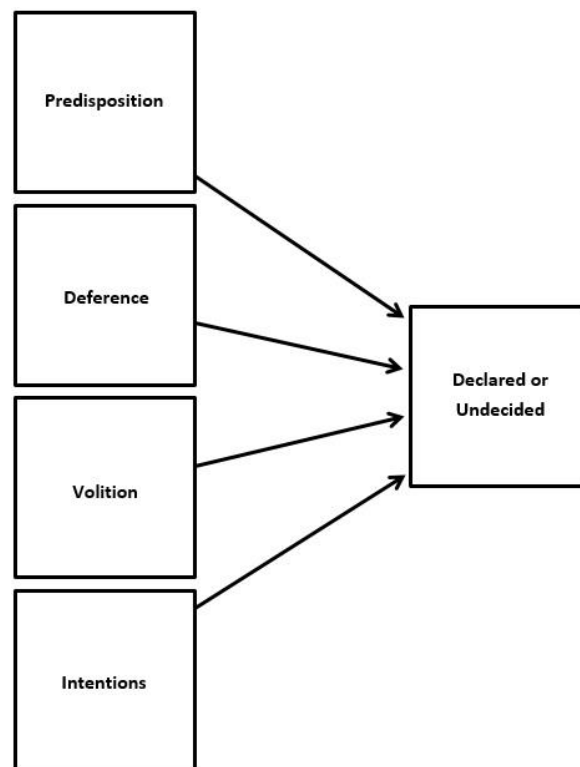 Predisposition
Deference
Declared or
Undecided
Volition
Intentions